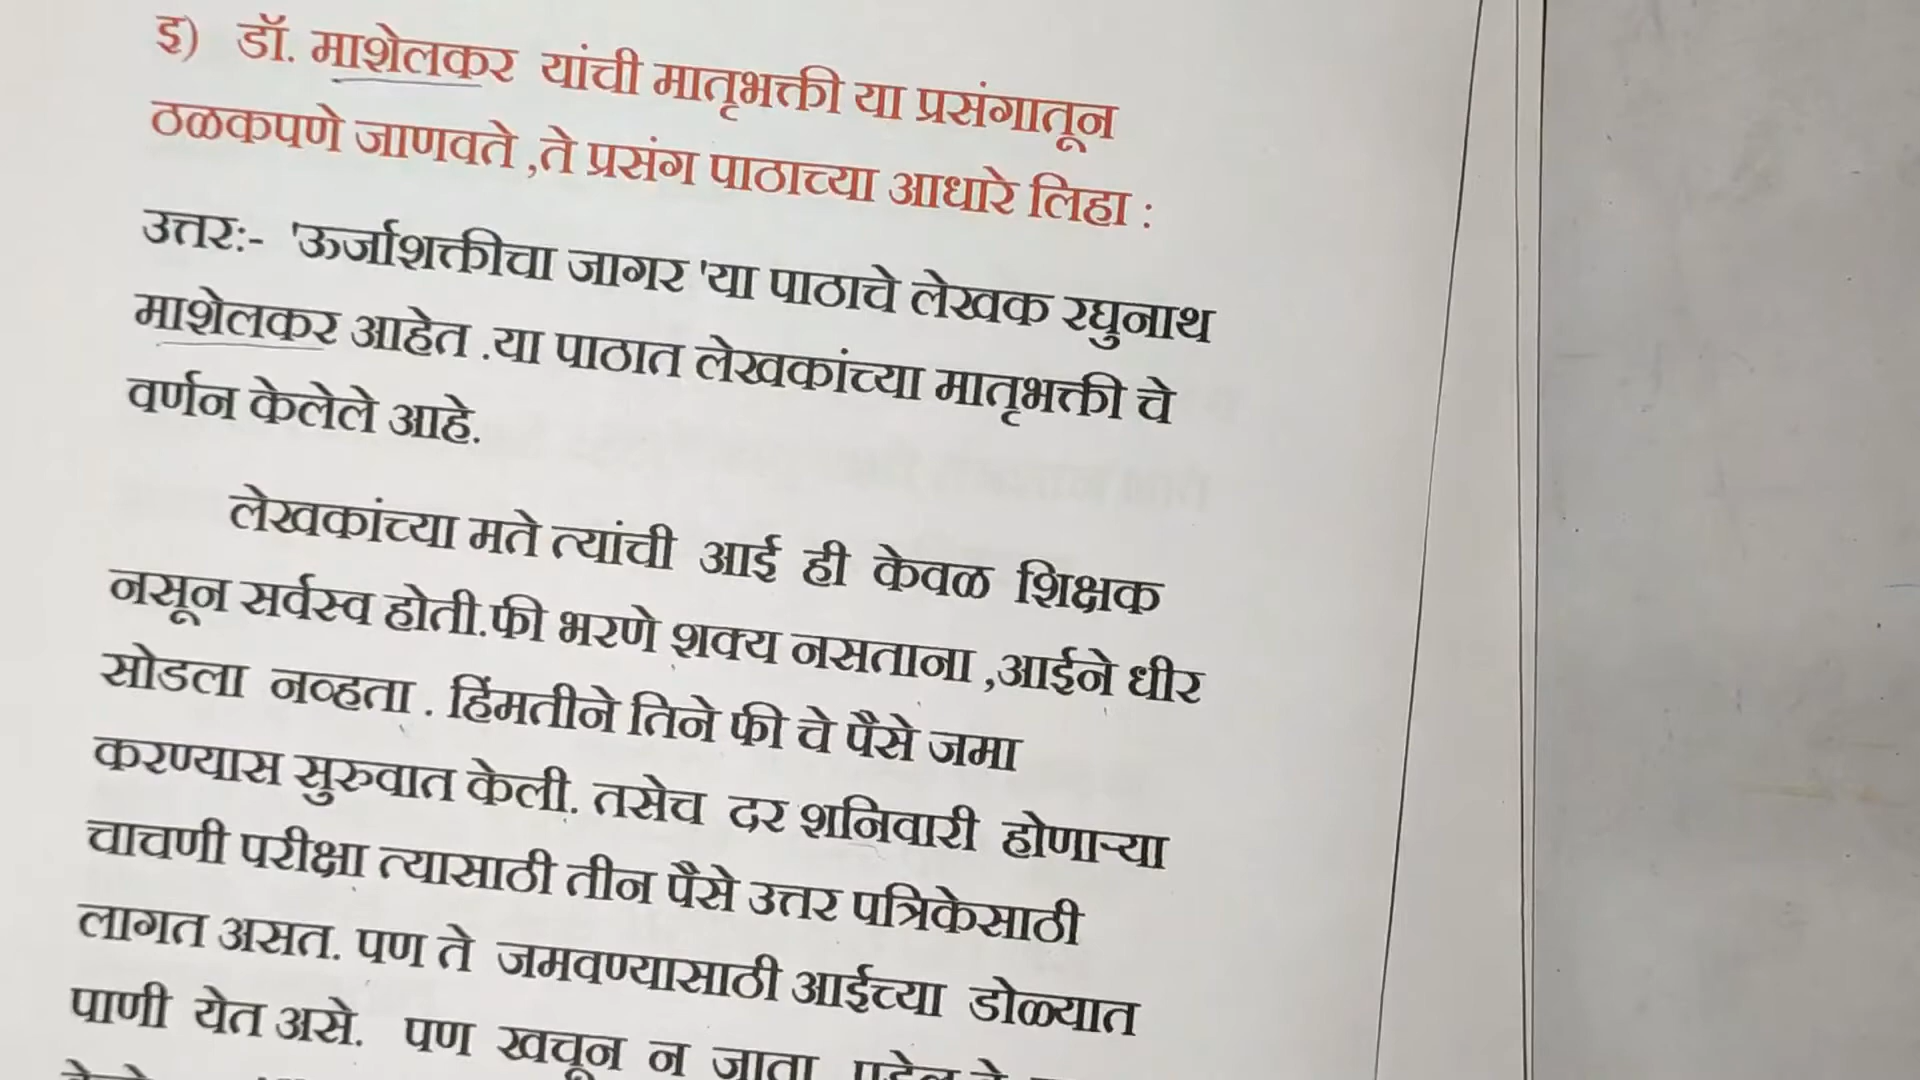 इ) डॉ. माशेलकर यांची मातृभक्ती या प्रसंगातून
ठळकपणे जाणवते ,ते प्रसंग पाठाच्या आधारे लिहा :
उत्तर:- 'ऊर्जाशक्तीचा जागर 'या पाठाचे लेखक रघुनाथ
माशेलकर आहेत .या पाठात लेखकांच्या मातृभक्ती चे
वर्णन केलेले आहे.
लेखकांच्या मते त्यांची आई ही केवळ शिक्षक
नसून सर्वस्व होती.फी भरणे शक्य नसताना ,आईने धीर
सोडला नव्हता . हिंमतीने तिने फी चे पैसे जमा
करण्यास सुरुवात केली. तसेच दर शनिवारी होणाऱ्या
चाचणी परीक्षा त्यासाठी तीन पैसे उत्तर पत्रिकेसाठी
लागत असत. पण ते जमवण्यासाठी आईच्या डोळ्यात
पाणी येत असे. पण खचून न जाता पडेल ते